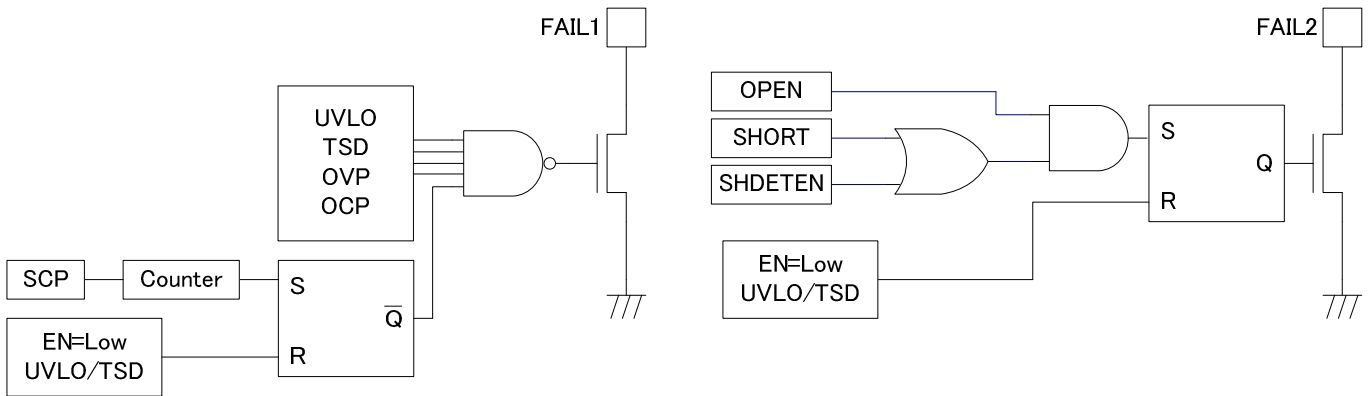 FAIL1
UVLO
TSD
OVP
OCP
SCP
Counter
S
R
Q
EN=Low
UVLO/TSD
FAIL2
OPEN
SHORT
SHDETEN
S
R
Q
EN=Low
UVLO/TSD